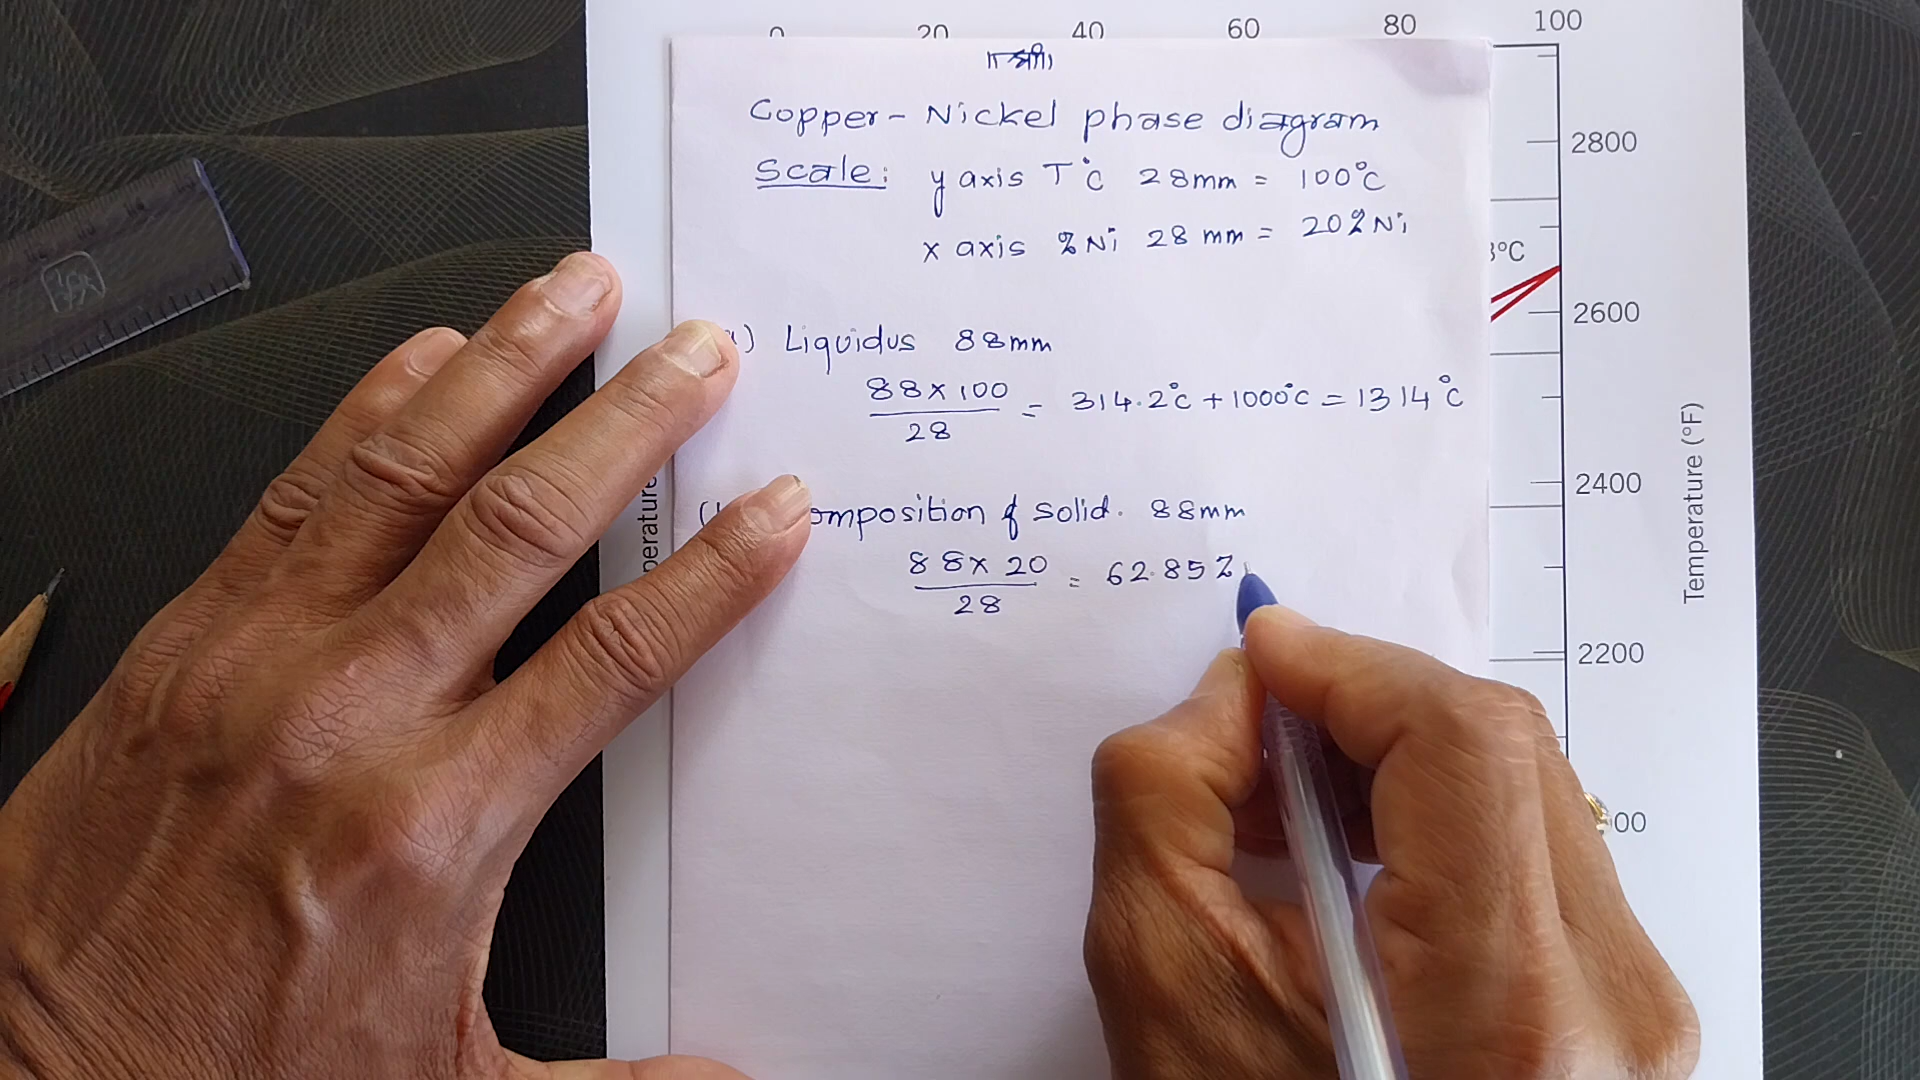 0 20 40 60 80 100
॥श्री॥
Copper - Nickel phase diagram
Scale: y axis T°C 28mm = 100°C
x axis %Ni 28 mm = 20%Ni
2800
3°C
2600
a) Liquidus 88mm
88 x 100
28
= 314.2°C + 1000°C = 1314°C
2400
omposition of solid. 88mm
88 x 20
28
= 62.85 %
2200
00
perature
Temperature (°F)